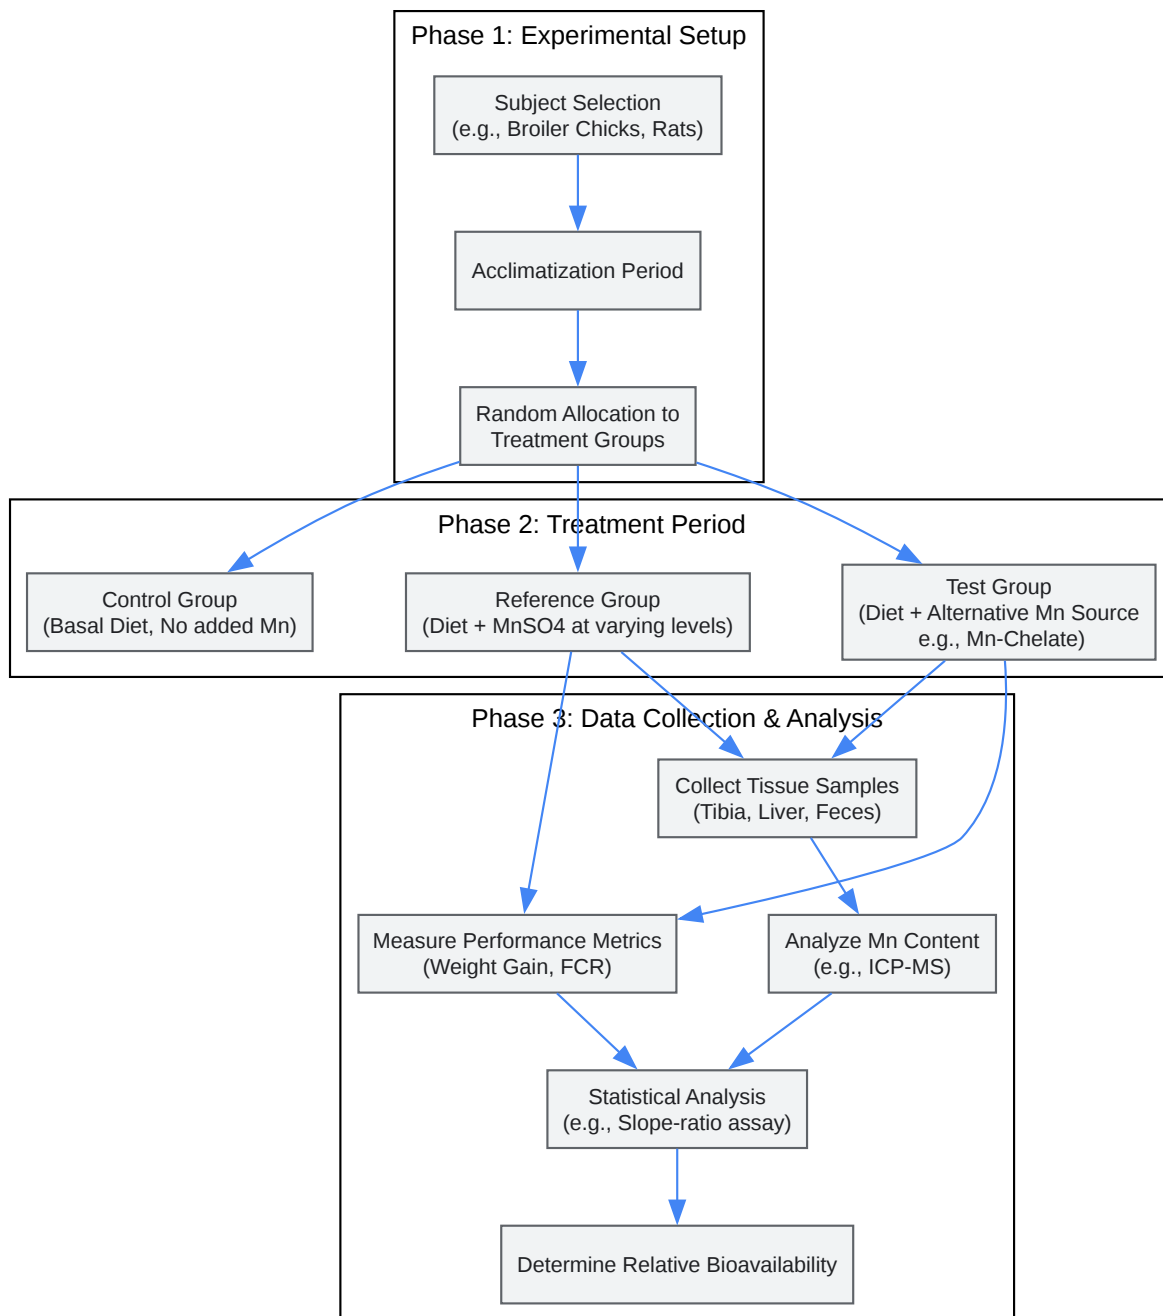 Phase 1: Experimental Setup
Subject Selection
(e.g., Broiler Chicks, Rats)
Acclimatization Period
Random Allocation to
Treatment Groups
Phase 2: Treatment Period
Control Group
(Basal Diet, No added Mn)
Reference Group
(Diet + MnSO4 at varying levels)
Test Group
(Diet + Alternative Mn Source
e.g., Mn-Chelate)
Phase 3: Data Collection & Analysis
Collect Tissue Samples
(Tibia, Liver, Feces)
Measure Performance Metrics
(Weight Gain, FCR)
Analyze Mn Content
(e.g., ICP-MS)
Statistical Analysis
(e.g., Slope-ratio assay)
Determine Relative Bioavailability